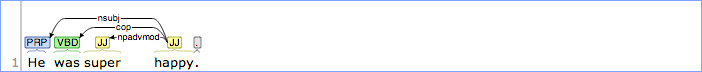 nsubj
cop
npadvmod
PRP VBD JJ JJ .
1 He was super happy.